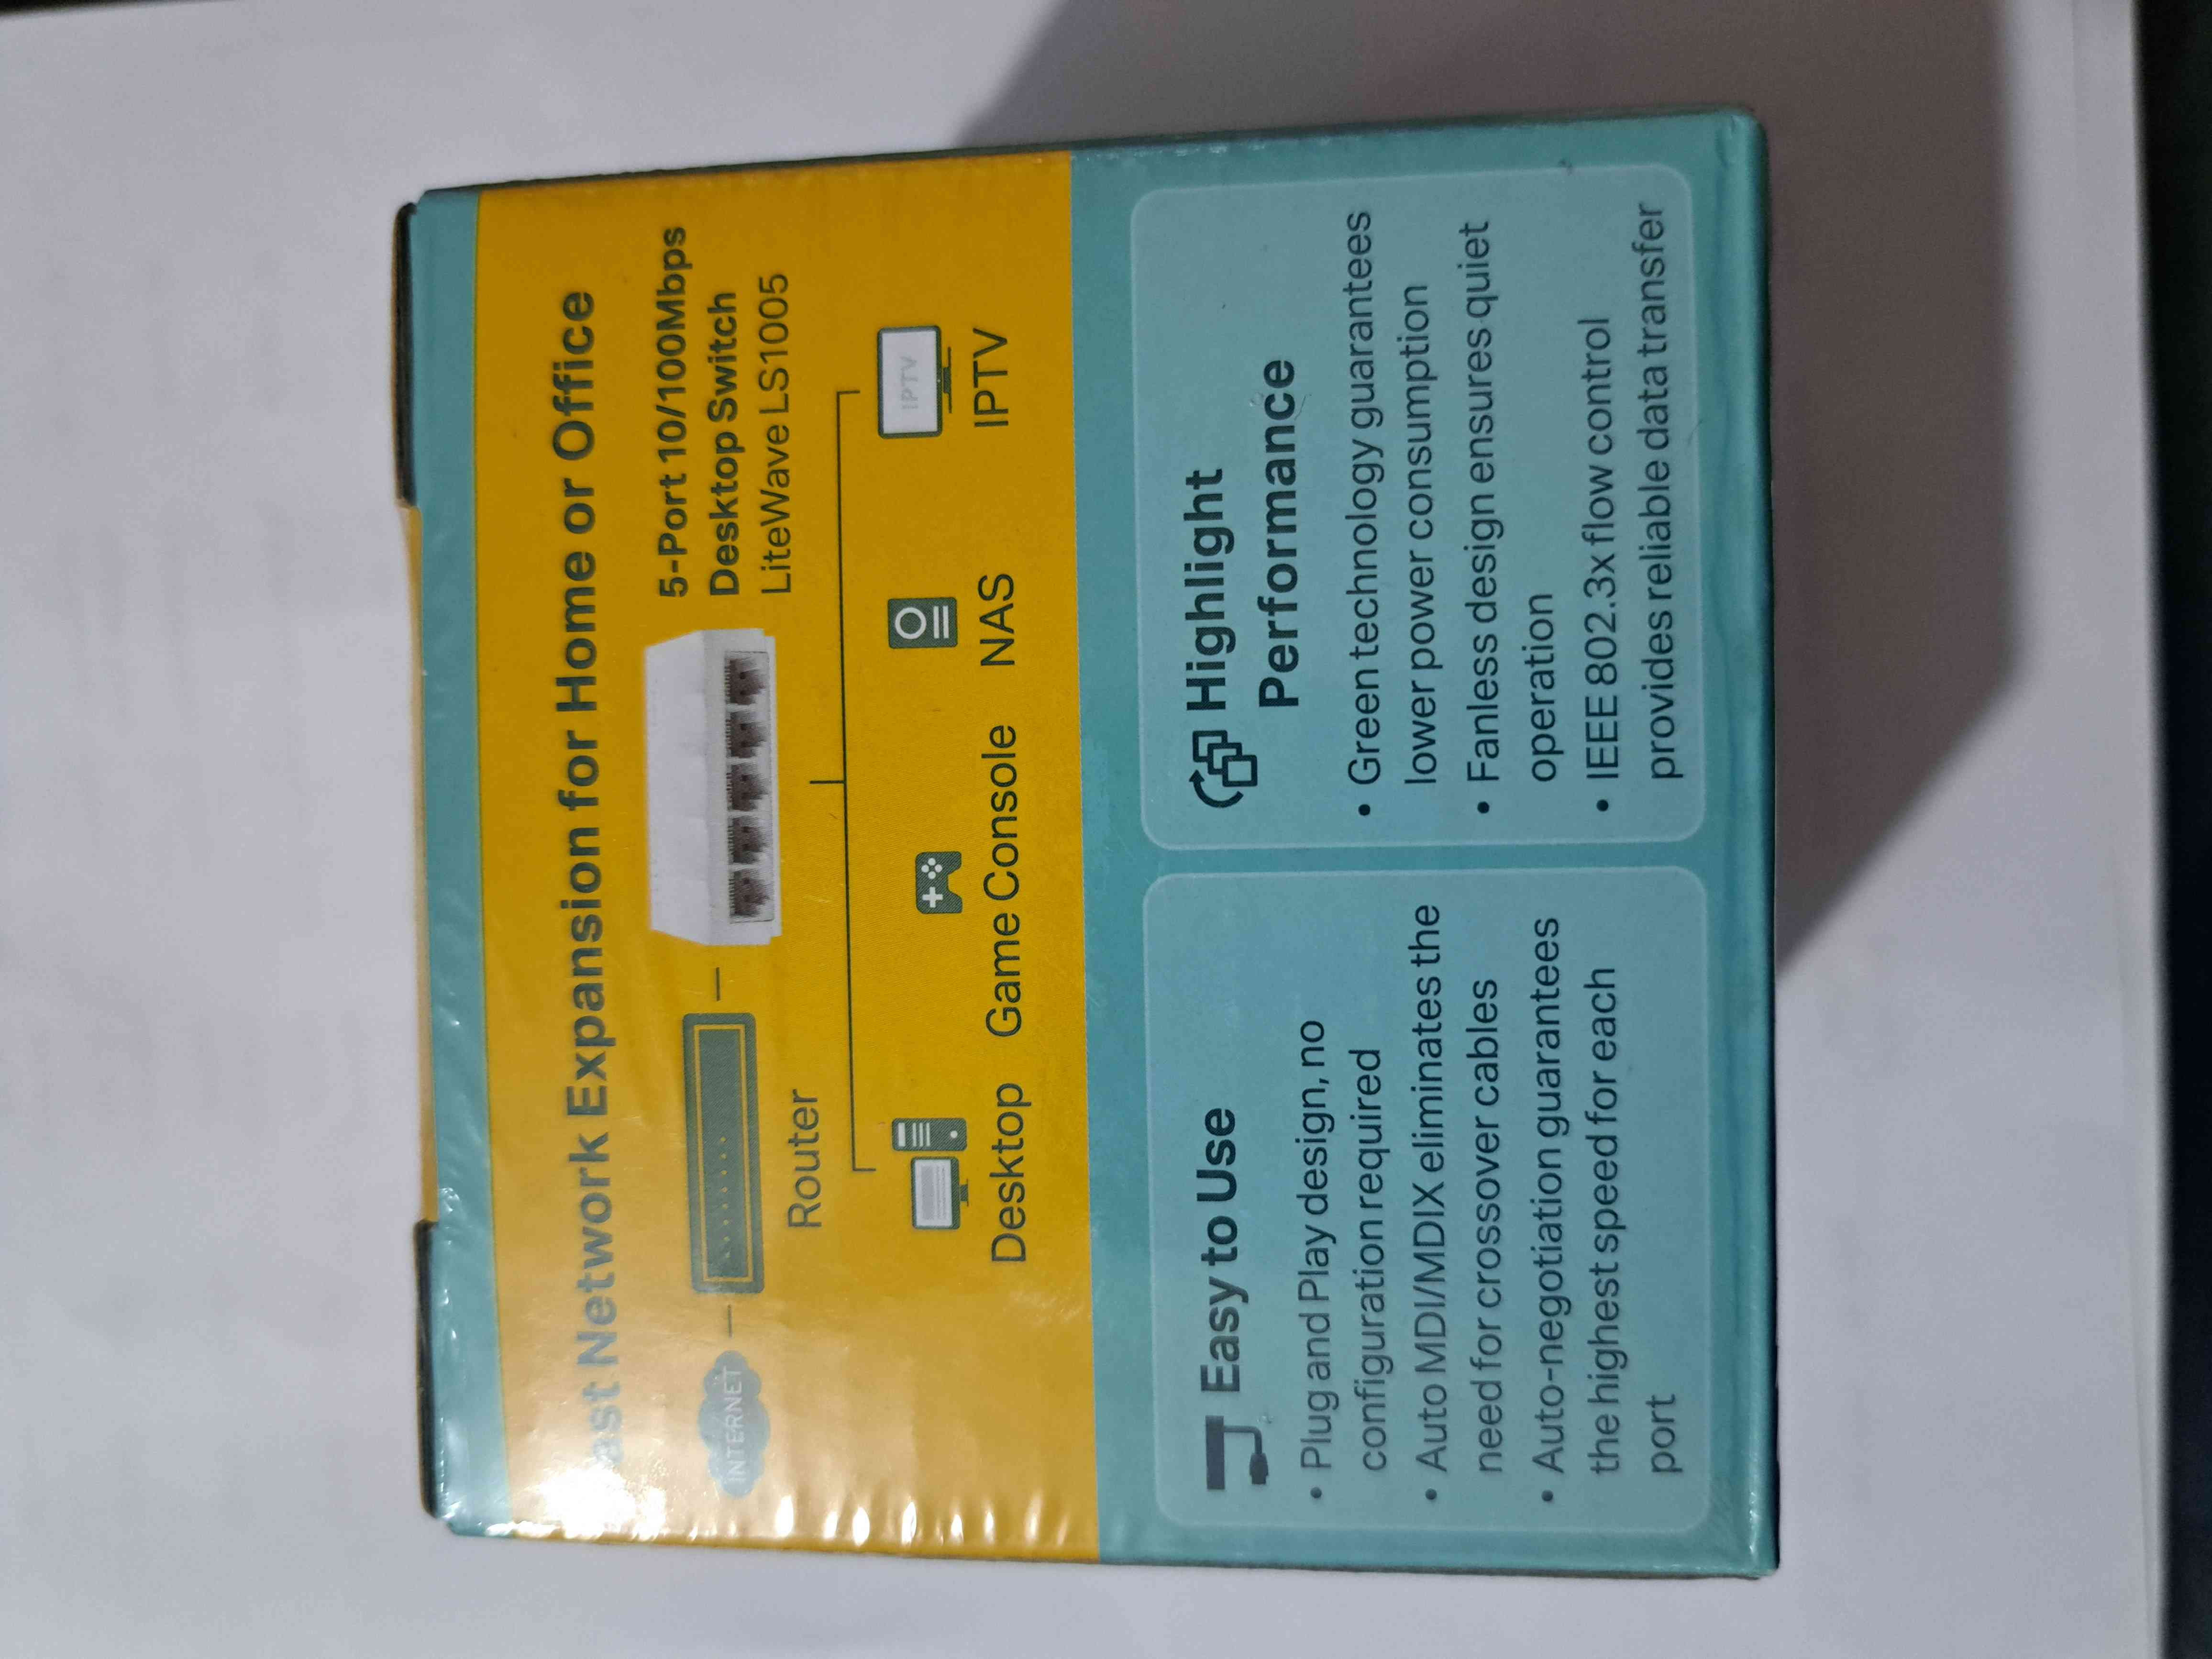 Fast Network Expansion for Home or Office
5-Port 10/100Mbps
Desktop Switch
LiteWave LS1005
INTERNET
Router
IPTV
Desktop
Game Console
NAS
IPTV
Easy to Use
• Plug and Play design, no
configuration required
• Auto MDI/MDIX eliminates the
need for crossover cables
• Auto-negotiation guarantees
the highest speed for each
port
Highlight
Performance
• Green technology guarantees
lower power consumption
• Fanless design ensures quiet
operation
• IEEE 802.3x flow control
provides reliable data transfer